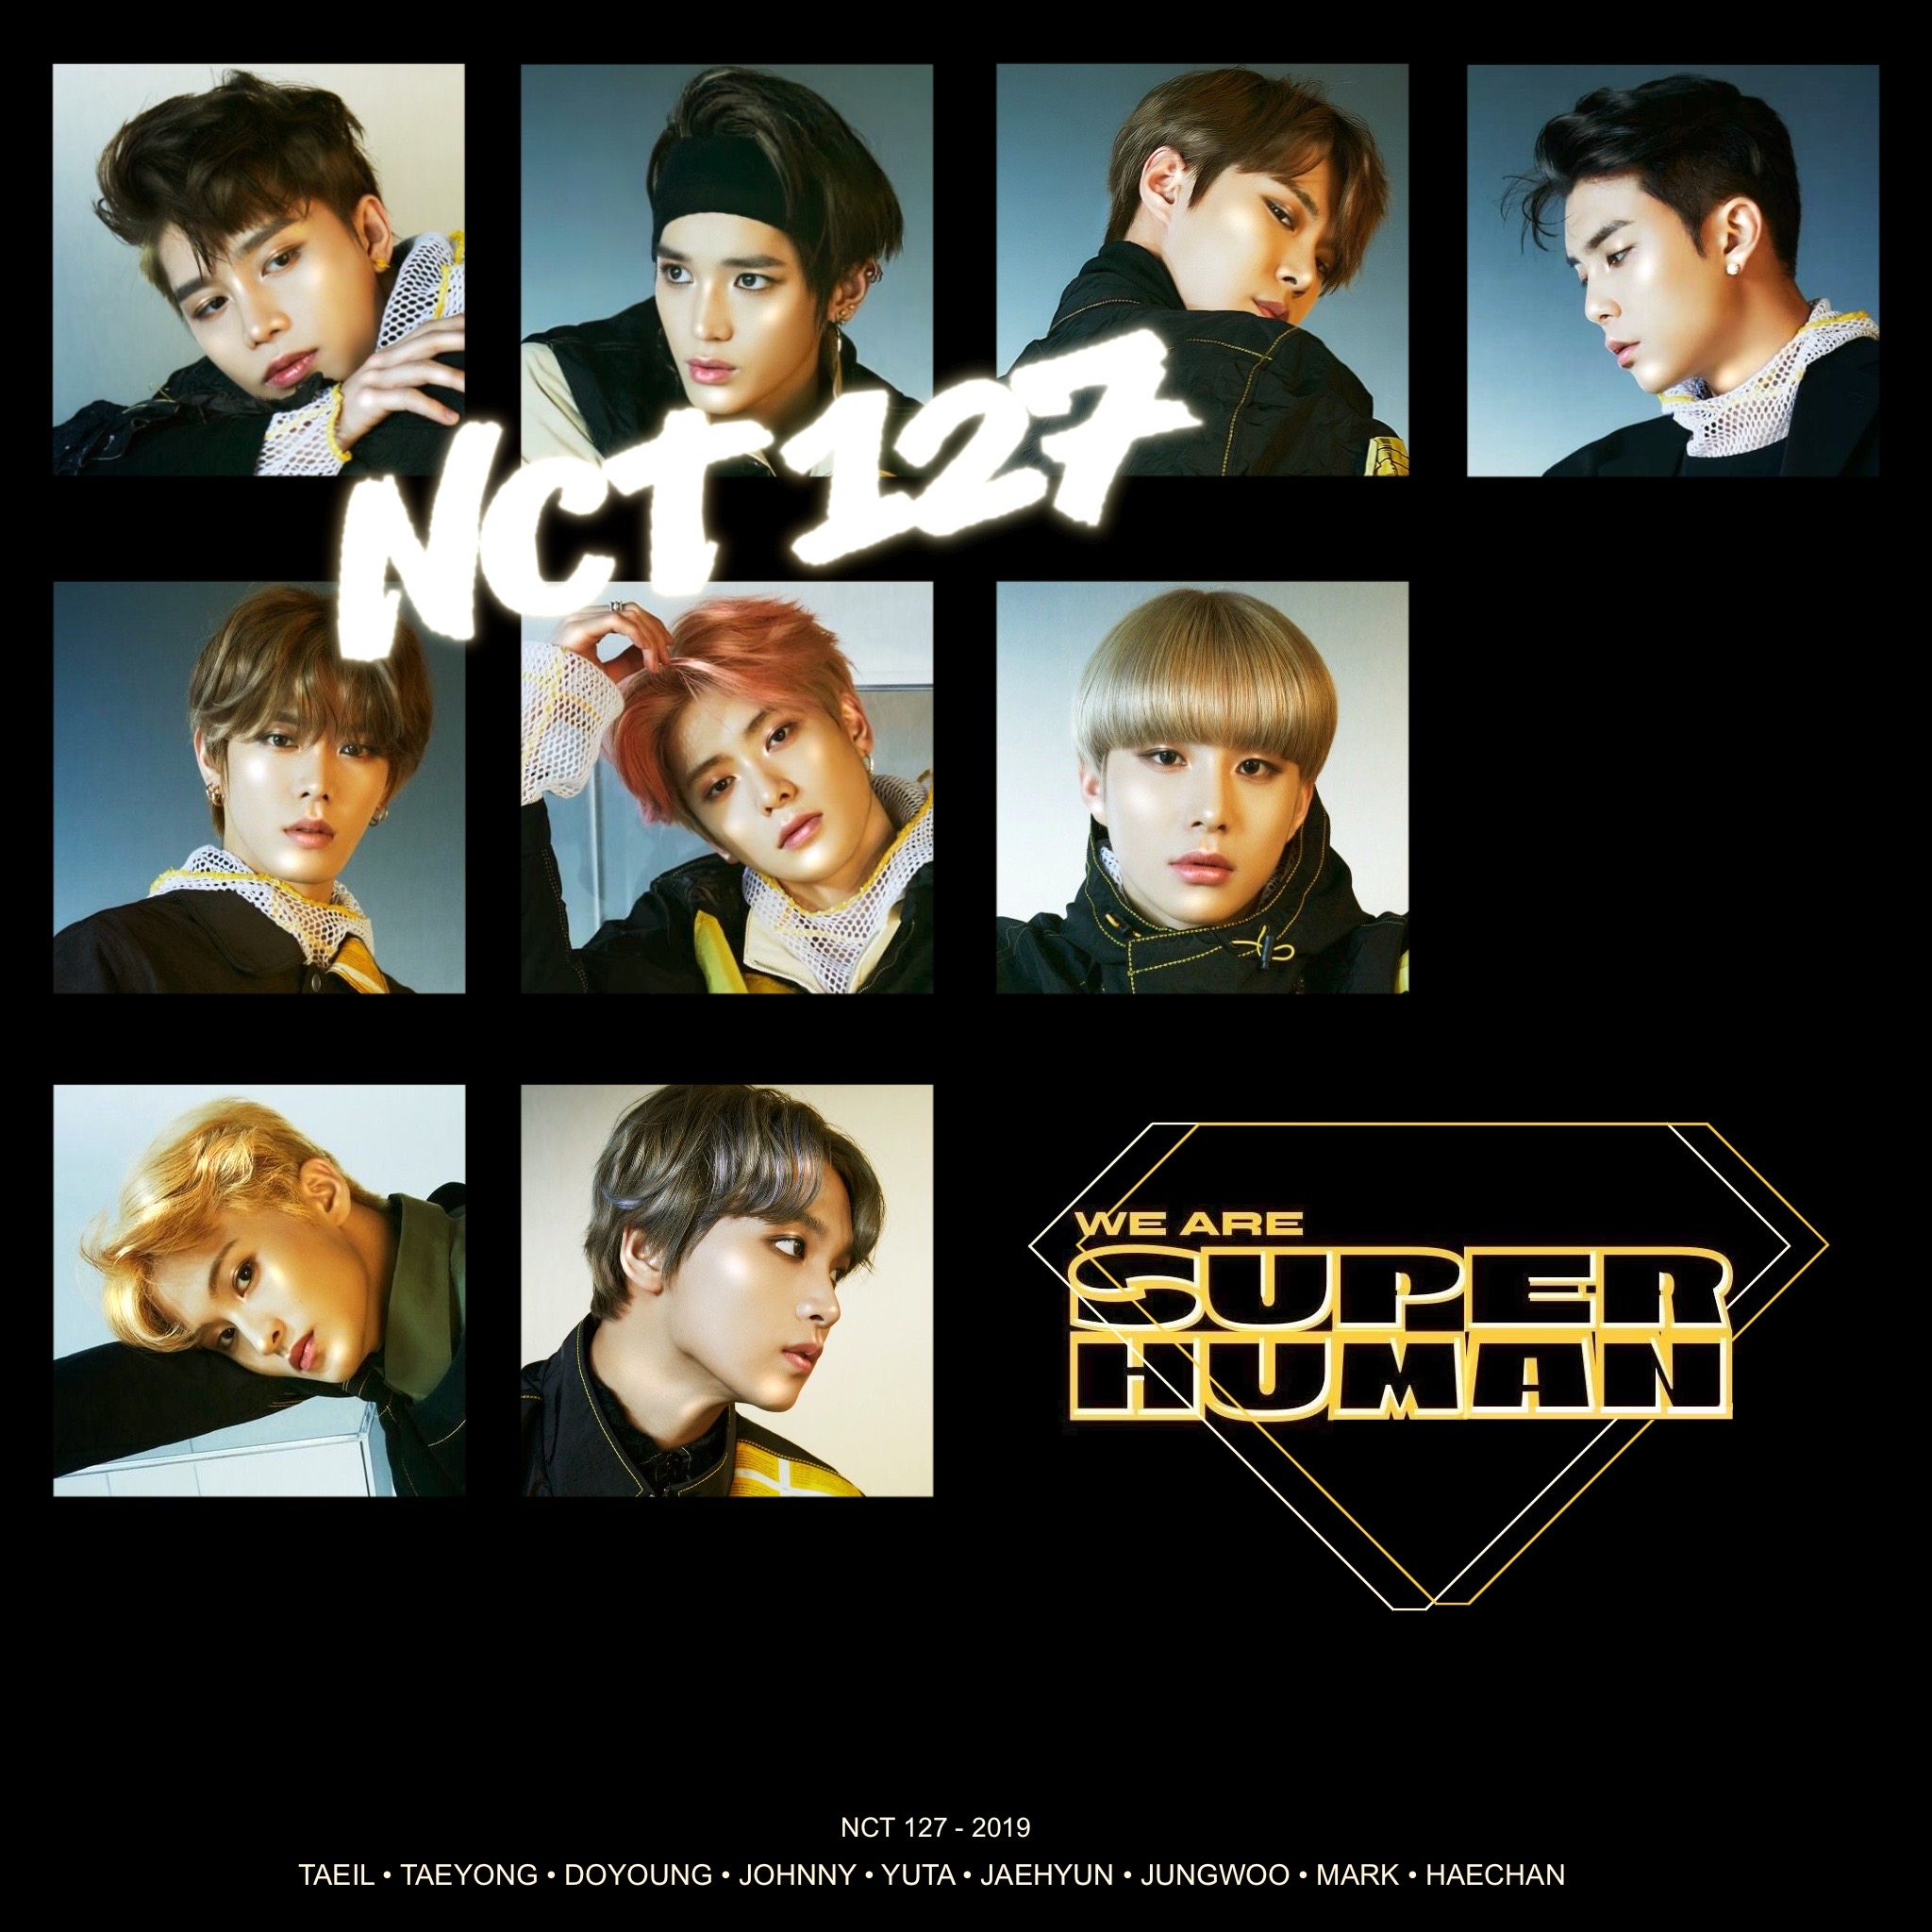 NCT 127
WE ARE
SUPER
HUMAN
NCT 127 - 2019
TAEIL • TAEYONG • DOYOUNG • JOHNNY • YUTA • JAEHYUN • JUNGWOO • MARK • HAECHAN